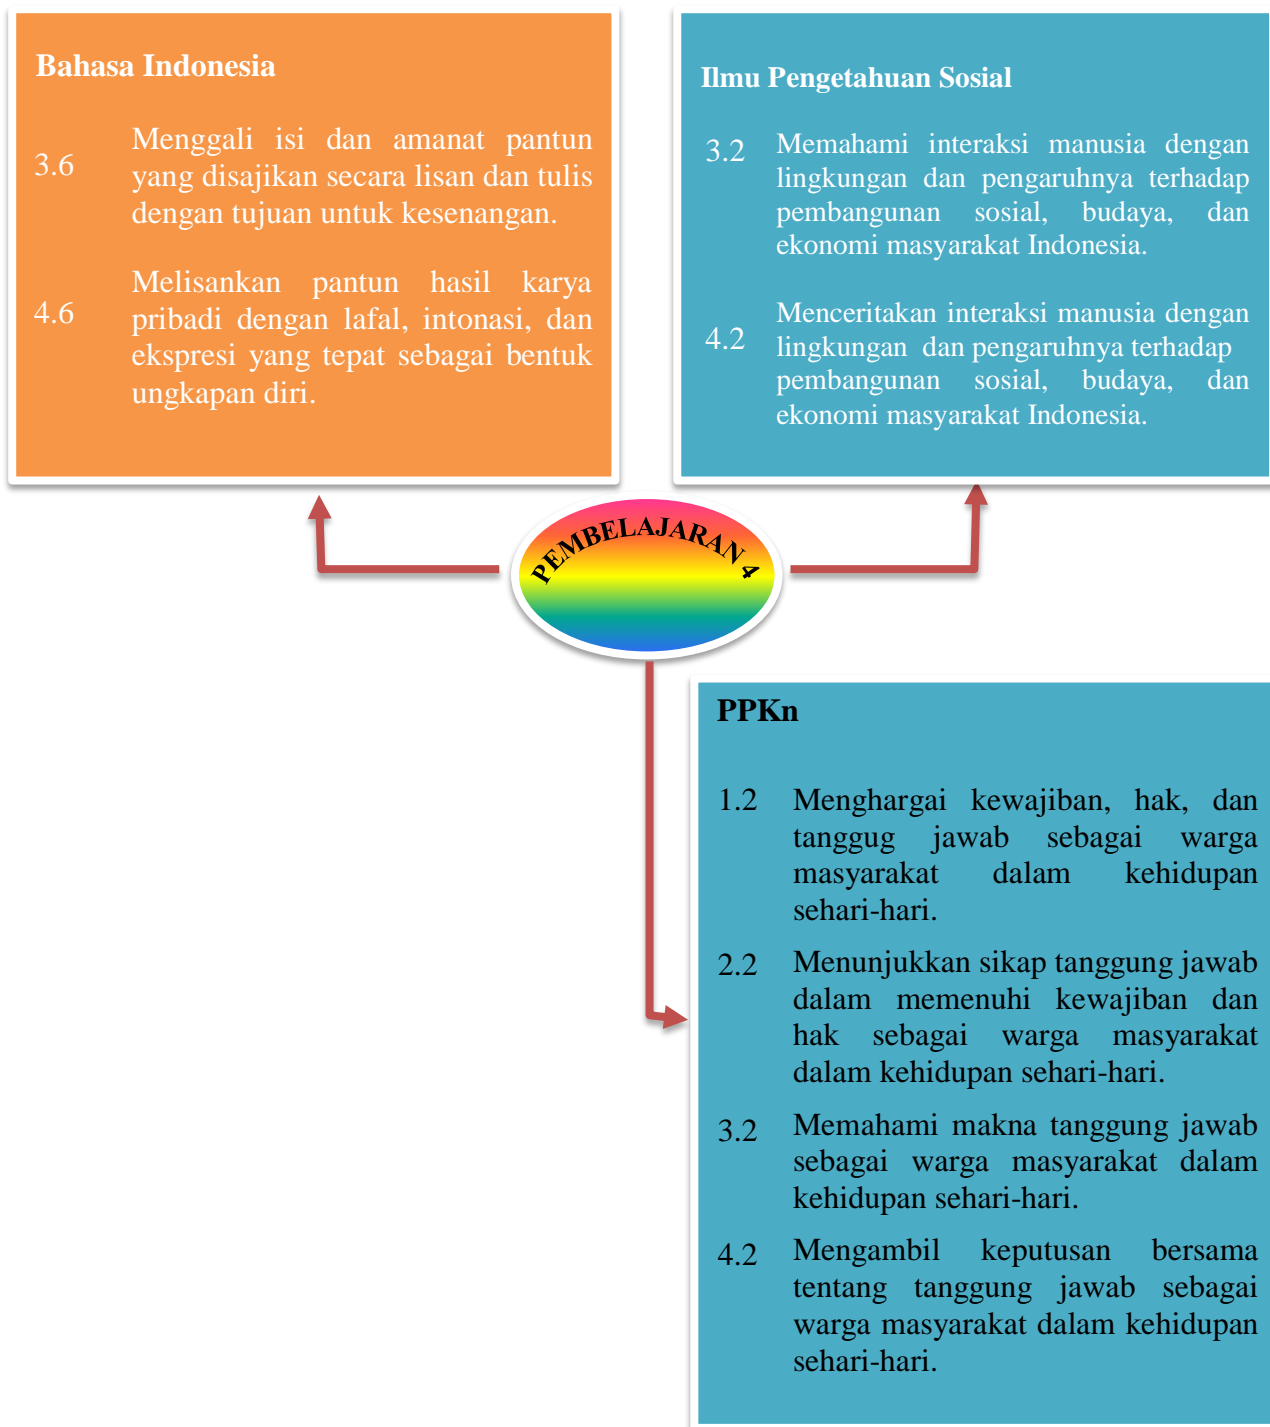 Bahasa Indonesia
3.6 Menggali isi dan amanat pantun
yang disajikan secara lisan dan tulis
dengan tujuan untuk kesenangan.
4.6 Melisankan pantun hasil karya
pribadi dengan lafal, intonasi, dan
ekspresi yang tepat sebagai bentuk
ungkapan diri.
Ilmu Pengetahuan Sosial
3.2 Memahami interaksi manusia dengan
lingkungan dan pengaruhnya terhadap
pembangunan sosial, budaya, dan
ekonomi masyarakat Indonesia.
4.2 Menceritakan interaksi manusia dengan
lingkungan dan pengaruhnya terhadap
pembangunan sosial, budaya, dan
ekonomi masyarakat Indonesia.
PEMBELAJARAN 4
PPKn
1.2 Menghargai kewajiban, hak, dan
tanggug jawab sebagai warga
masyarakat dalam kehidupan
sehari-hari.
2.2 Menunjukkan sikap tanggung jawab
dalam memenuhi kewajiban dan
hak sebagai warga masyarakat
dalam kehidupan sehari-hari.
3.2 Memahami makna tanggung jawab
sebagai warga masyarakat dalam
kehidupan sehari-hari.
4.2 Mengambil keputusan bersama
tentang tanggung jawab sebagai
warga masyarakat dalam kehidupan
sehari-hari.